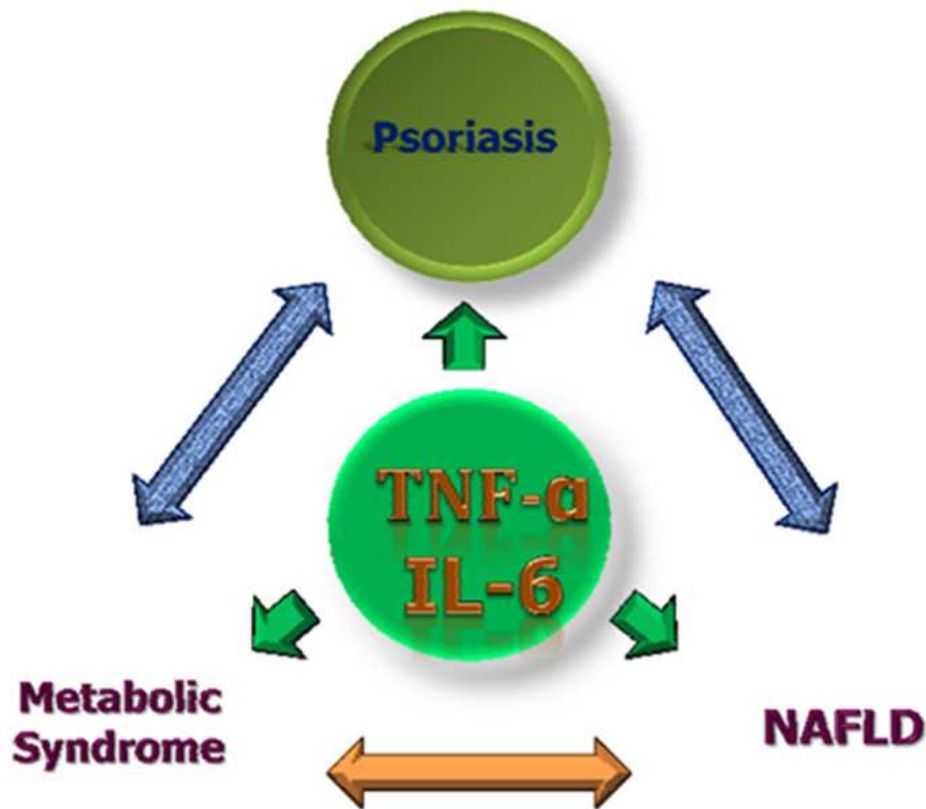 Psoriasis
TNF-α
IL-6
Metabolic
Syndrome
NAFLD